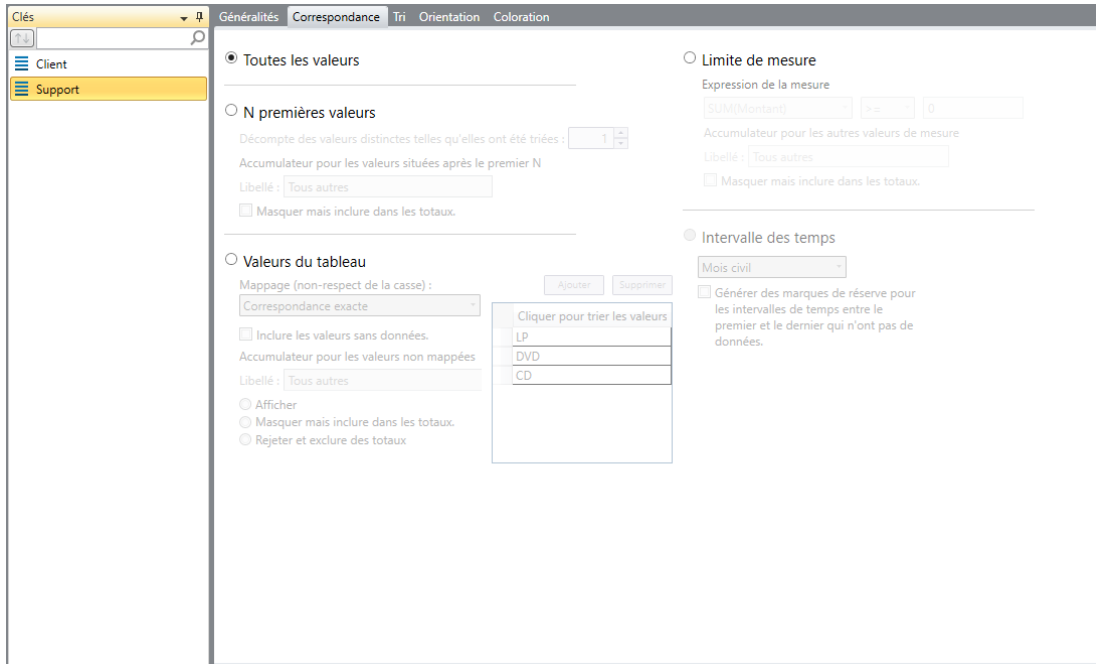 Clés
Généralités Correspondance Tri Orientation Coloration
Client
Support
Toutes les valeurs
N premières valeurs
Décompte des valeurs distinctes telles qu'elles ont été triées : 1
Accumulateur pour les valeurs situées après le premier N
Libellé : Tous autres
Masquer mais inclure dans les totaux.
Valeurs du tableau
Mappage (non-respect de la casse) :
Ajouter Supprimer
Correspondance exacte
Inclure les valeurs sans données.
Accumulateur pour les valeurs non mappées
Libellé : Tous autres
Afficher
Masquer mais inclure dans les totaux.
Rejeter et exclure des totaux
Cliquer pour trier les valeurs
LP
DVD
CD
Limite de mesure
Expression de la mesure
SUM(Montant) >= 0
Accumulateur pour les autres valeurs de mesure
Libellé : Tous autres
Masquer mais inclure dans les totaux.
Intervalle des temps
Mois civil
Générer des marques de réserve pour
les intervalles de temps entre le
premier et le dernier qui n'ont pas de
données.